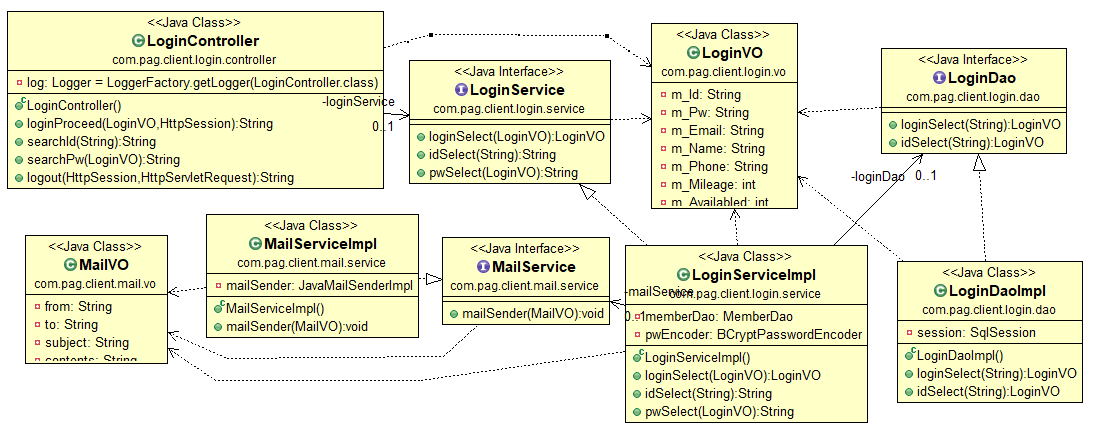 <<Java Class>>
LoginController
com.pag.client.login.controller
log: Logger = LoggerFactory.getLogger(LoginController.class)
LoginController()
loginProceed(LoginVO,HttpSession):String
searchId(String):String
searchPw(LoginVO):String
logout(HttpSession,HttpServletRequest):String
-loginService
0..1
<<Java Interface>>
LoginService
com.pag.client.login.service
loginSelect(LoginVO):LoginVO
idSelect(String):String
pwSelect(LoginVO):String
<<Java Class>>
LoginVO
com.pag.client.login.vo
m_Id: String
m_Pw: String
m_Email: String
m_Name: String
m_Phone: String
m_Mileage: int
m_Availabled: int
<<Java Interface>>
LoginDao
com.pag.client.login.dao
loginSelect(String):LoginVO
idSelect(String):LoginVO
-loginDao
0..1
<<Java Class>>
MailVO
com.pag.client.mail.vo
from: String
to: String
subject: String
contents: String
<<Java Class>>
MailServiceImpl
com.pag.client.mail.service
mailSender: JavaMailSenderImpl
MailServiceImpl()
mailSender(MailVO):void
<<Java Interface>>
MailService
com.pag.client.mail.service
mailSender(MailVO):void
-mailService
0..1
<<Java Class>>
LoginServiceImpl
com.pag.client.login.service
memberDao: MemberDao
pwEncoder: BCryptPasswordEncoder
LoginServiceImpl()
loginSelect(LoginVO):LoginVO
idSelect(String):String
pwSelect(LoginVO):String
<<Java Class>>
LoginDaoImpl
com.pag.client.login.dao
session: SqlSession
LoginDaoImpl()
loginSelect(String):LoginVO
idSelect(String):LoginVO